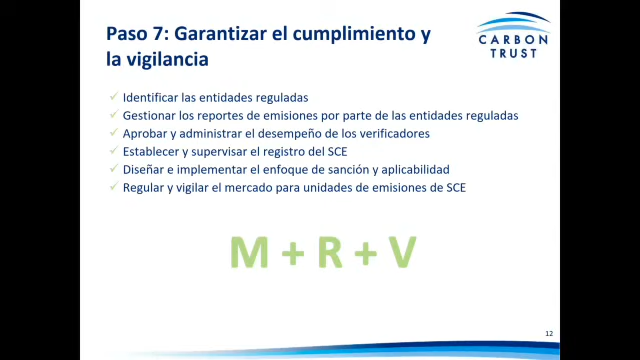 Paso 7: Garantizar el cumplimiento y
la vigilancia
CARBON
TRUST
✓ Identificar las entidades reguladas
✓ Gestionar los reportes de emisiones por parte de las entidades reguladas
✓ Aprobar y administrar el desempeño de los verificadores
✓ Establecer y supervisar el registro del SCE
✓ Diseñar e implementar el enfoque de sanción y aplicabilidad
✓ Regular y vigilar el mercado para unidades de emisiones de SCE
M + R + V
12